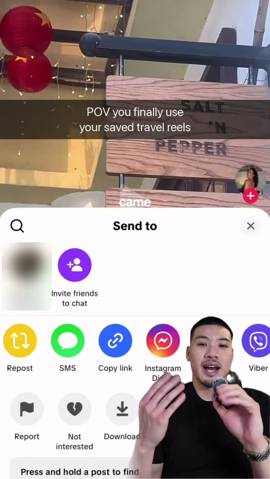 SALT
'N
PEPPER
POV you finally use
your saved travel reels
came
Send to
Invite friends
to chat
Repost
SMS
Copy link
Instagram
Viber
Report
Not
interested
Download
Press and hold a post to find